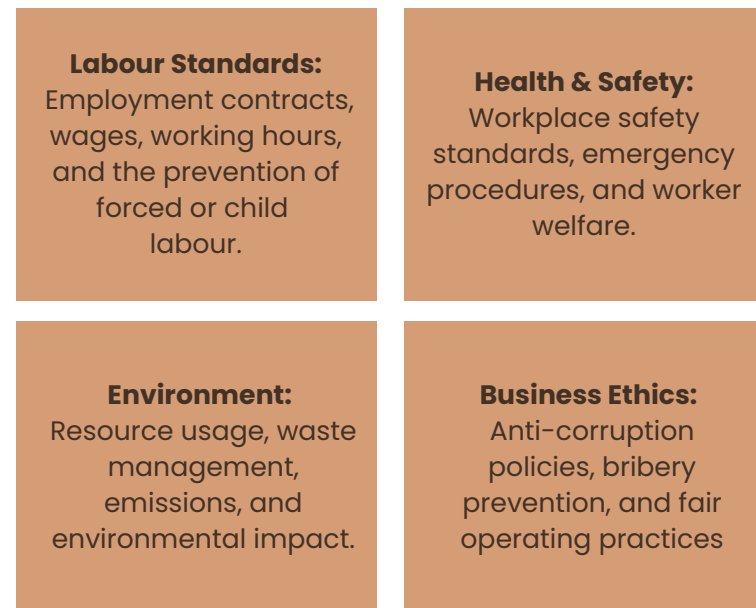 Labour Standards:
Employment contracts,
wages, working hours,
and the prevention of
forced or child
labour.
Health & Safety:
Workplace safety
standards, emergency
procedures, and worker
welfare.
Environment:
Resource usage, waste
management,
emissions, and
environmental impact.
Business Ethics:
Anti-corruption
policies, bribery
prevention, and fair
operating practices